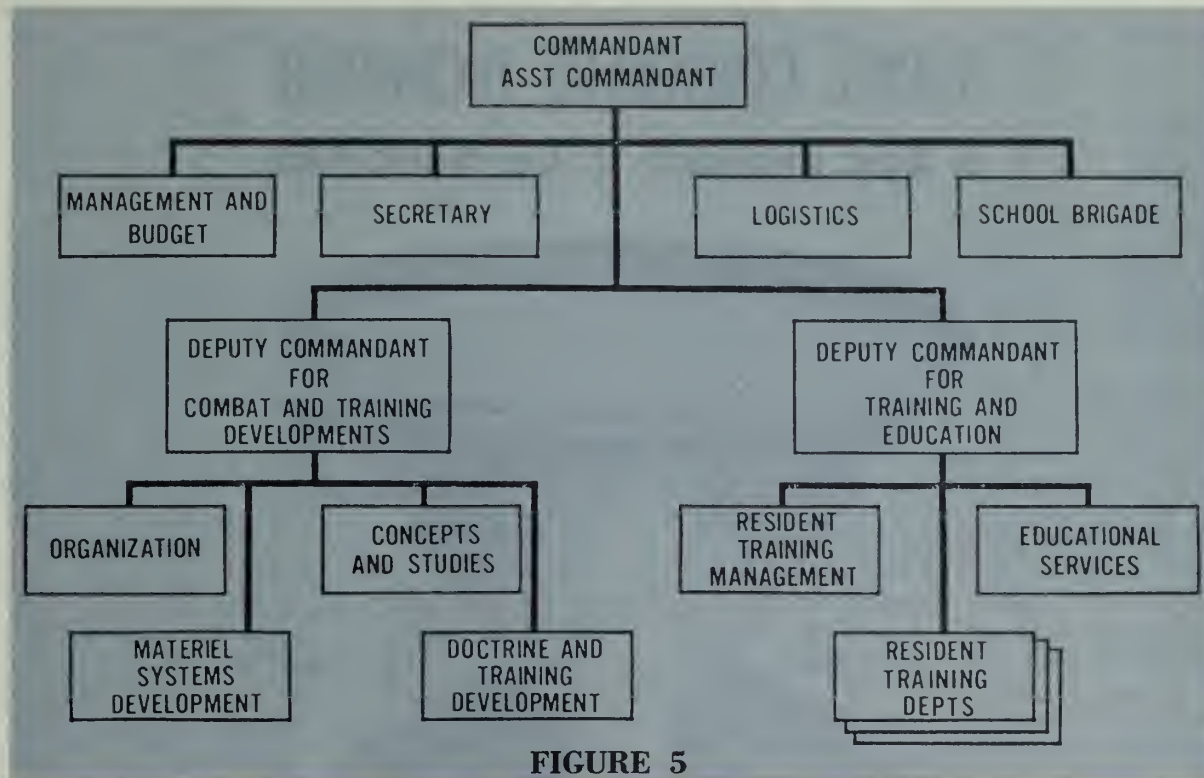 COMMANDANT
ASST COMMANDANT
MANAGEMENT AND
BUDGET
SECRETARY
LOGISTICS
SCHOOL BRIGADE
DEPUTY COMMANDANT
FOR
COMBAT AND TRAINING
DEVELOPMENTS
DEPUTY COMMANDANT
FOR
TRAINING AND
EDUCATION
ORGANIZATION
CONCEPTS
AND STUDIES
RESIDENT
TRAINING
MANAGEMENT
EDUCATIONAL
SERVICES
MATERIEL
SYSTEMS
DEVELOPMENT
DOCTRINE AND
TRAINING
DEVELOPMENT
RESIDENT
TRAINING
DEPTS
FIGURE 5